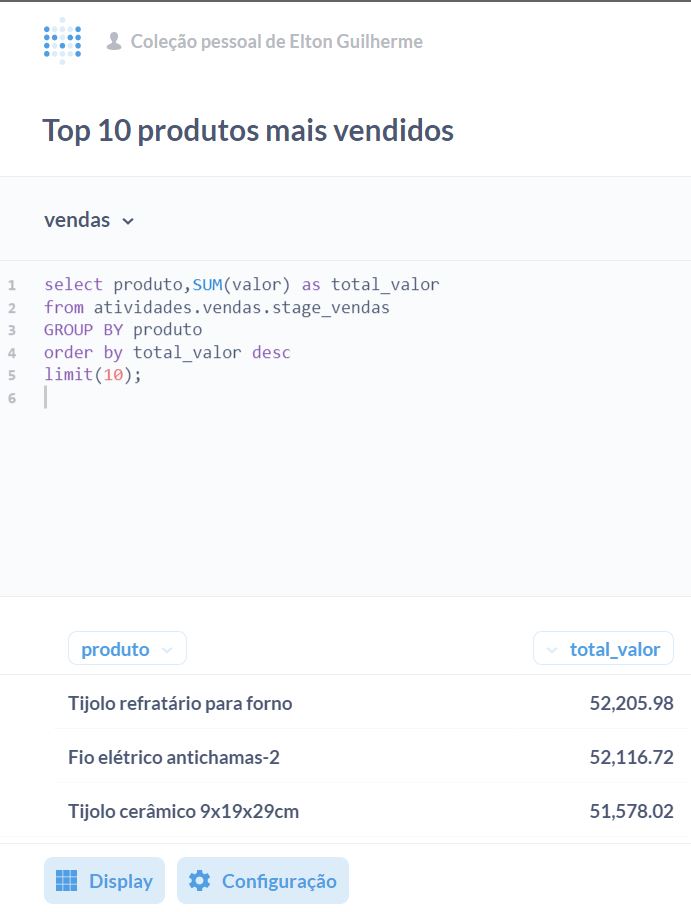 Coleção pessoal de Elton Guilherme
Top 10 produtos mais vendidos
vendas
1 select produto,SUM(valor) as total_valor
2 from atividades.vendas.stage_vendas
3 GROUP BY produto
4 order by total_valor desc
5 limit(10);
6
produto total_valor
Tijolo refratário para forno 52,205.98
Fio elétrico antichamas-2 52,116.72
Tijolo cerâmico 9x19x29cm 51,578.02
Display Configuração